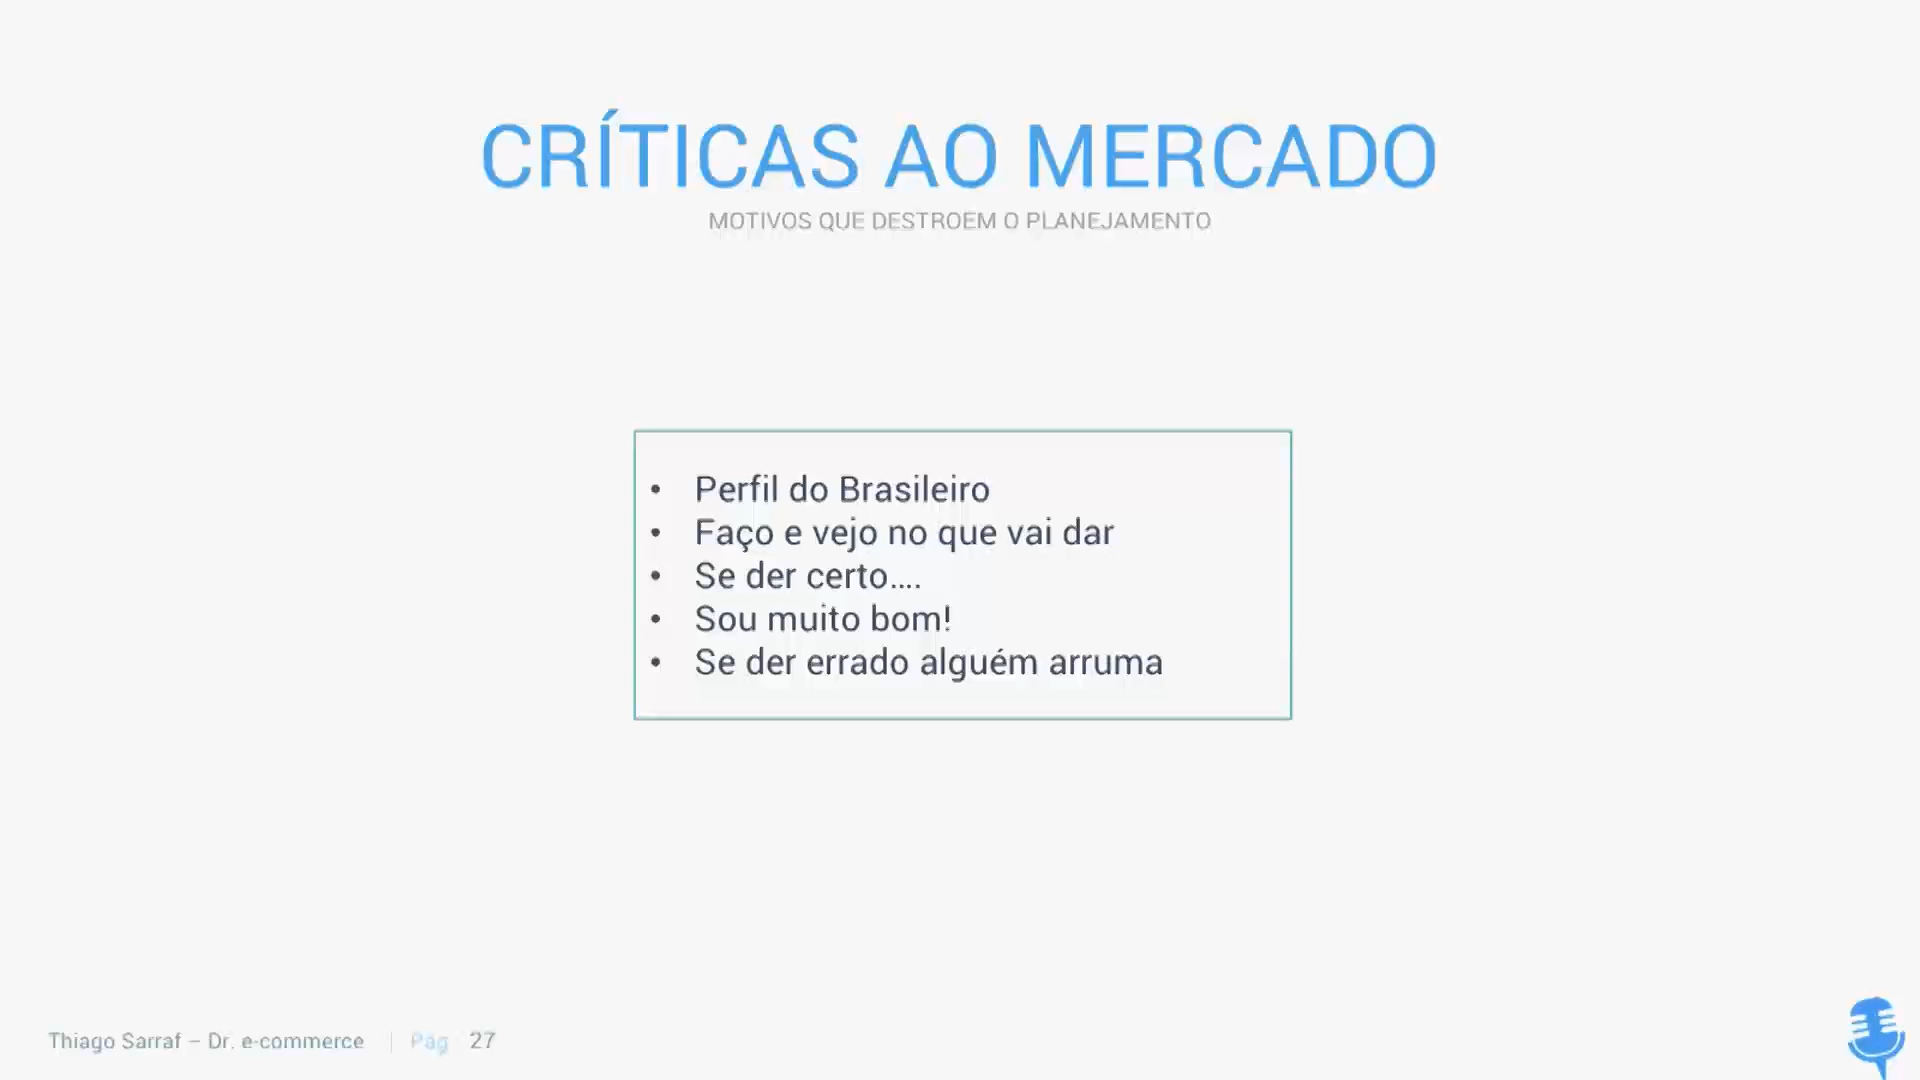 CRÍTICAS AO MERCADO
MOTIVOS QUE DESTROEM O PLANEJAMENTO
• Perfil do Brasileiro
• Faço e vejo no que vai dar
• Se der certo....
• Sou muito bom!
• Se der errado alguém arruma
Thiago Sarraf – Dr. e-commerce | Pág 27